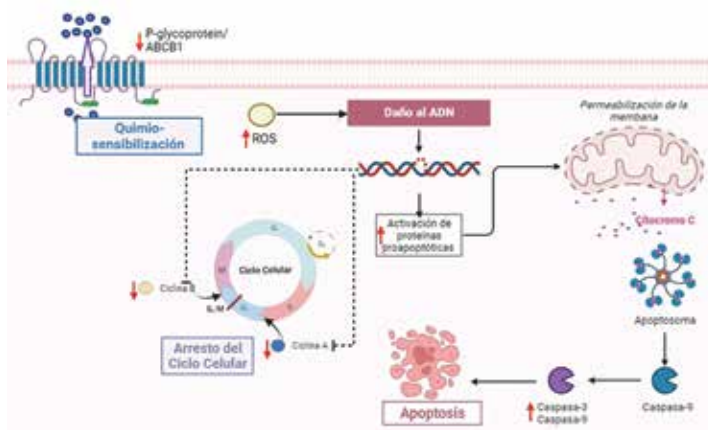 P-glycoprotein/
ABCB1
Quimio-
sensibilización
ROS
Daño al ADN
Permeabilización de la
membana
Citocromo C
Activación de
proteínas
proapoptóticas
Ciclo Celular
Ciclina B
G₂/M
Ciclina A
Arresto del
Ciclo Celular
Apoptosoma
Caspasa-9
Caspasa-3
Caspasa-9
Apoptosis